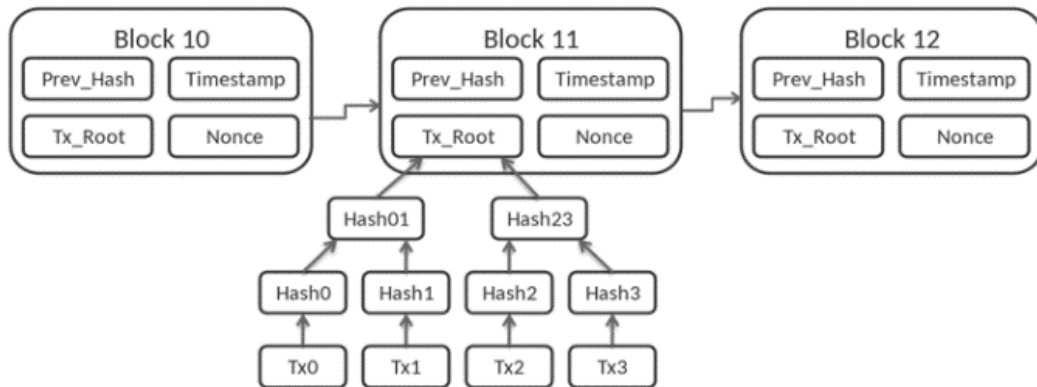 Block 10 Block 11 Block 12
Prev_Hash Timestamp Prev_Hash Timestamp Prev_Hash Timestamp
Tx_Root Nonce Tx_Root Nonce Tx_Root Nonce
Hash01 Hash23
Hash0 Hash1 Hash2 Hash3
Tx0 Tx1 Tx2 Tx3